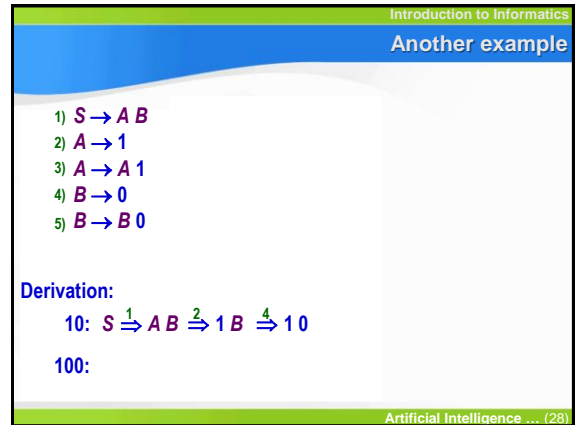 Introduction to Informatics
Another example
1) S → A B
2) A → 1
3) A → A 1
4) B → 0
5) B → B 0
Derivation:
10: S ⇒1 A B ⇒2 1 B ⇒4 1 0
100:
Artificial Intelligence … (28)